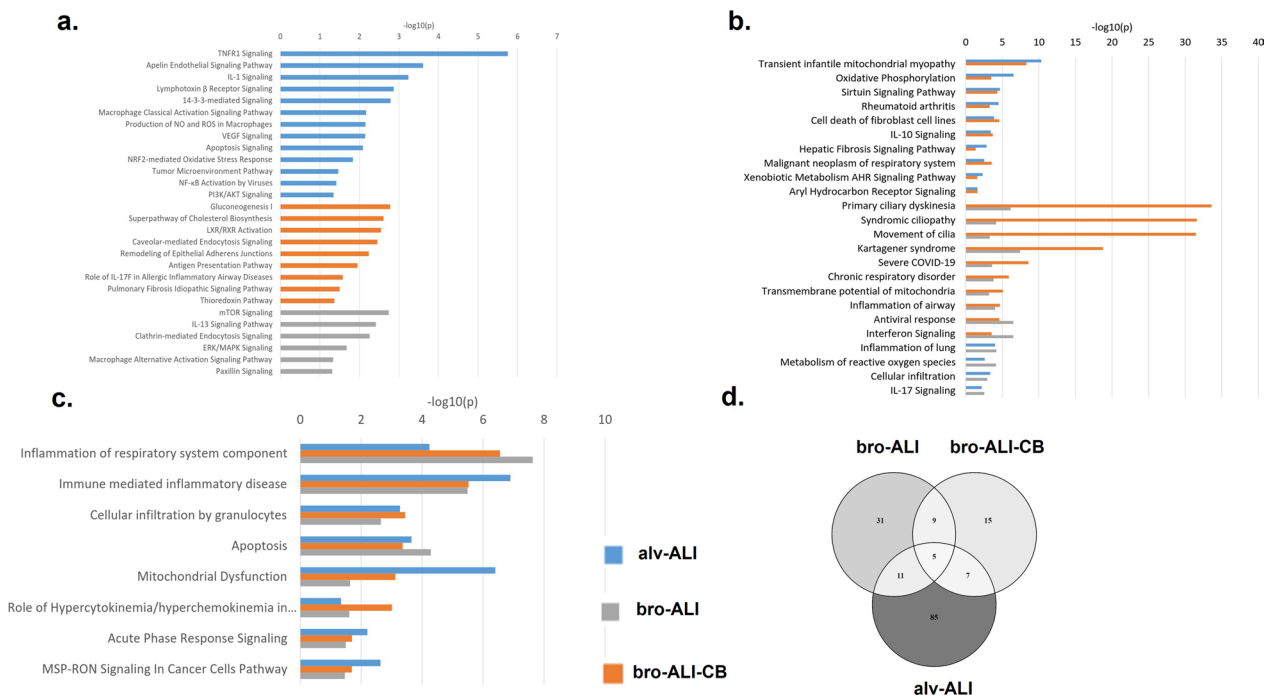 a.
-log10(p)
0 1 2 3 4 5 6 7
TNFR1 Signaling
Apelin Endothelial Signaling Pathway
IL-1 Signaling
Lymphotoxin β Receptor Signaling
14-3-3-mediated Signaling
Macrophage Classical Activation Signaling Pathway
Production of NO and ROS in Macrophages
VEGF Signaling
Apoptosis Signaling
NRF2-mediated Oxidative Stress Response
Tumor Microenvironment Pathway
NF-κB Activation by Viruses
PI3K/AKT Signaling
Gluconeogenesis I
Superpathway of Cholesterol Biosynthesis
LXR/RXR Activation
Caveolar-mediated Endocytosis Signaling
Remodeling of Epithelial Adherens Junctions
Antigen Presentation Pathway
Role of IL-17F in Allergic Inflammatory Airway Diseases
Pulmonary Fibrosis Idiopathic Signaling Pathway
Thioredoxin Pathway
mTOR Signaling
IL-13 Signaling Pathway
Clathrin-mediated Endocytosis Signaling
ERK/MAPK Signaling
Macrophage Alternative Activation Signaling Pathway
Paxillin Signaling
b.
-log10(p)
0 5 10 15 20 25 30 35 40
Transient infantile mitochondrial myopathy
Oxidative Phosphorylation
Sirtuin Signaling Pathway
Rheumatoid arthritis
Cell death of fibroblast cell lines
IL-10 Signaling
Hepatic Fibrosis Signaling Pathway
Malignant neoplasm of respiratory system
Xenobiotic Metabolism AHR Signaling Pathway
Aryl Hydrocarbon Receptor Signaling
Primary ciliary dyskinesia
Syndromic ciliopathy
Movement of cilia
Kartagener syndrome
Severe COVID-19
Chronic respiratory disorder
Transmembrane potential of mitochondria
Inflammation of airway
Antiviral response
Interferon Signaling
Inflammation of lung
Metabolism of reactive oxygen species
Cellular infiltration
IL-17 Signaling
c.
-log10(p)
0 2 4 6 8 10
Inflammation of respiratory system component
Immune mediated inflammatory disease
Cellular infiltration by granulocytes
Apoptosis
Mitochondrial Dysfunction
Role of Hypercytokinemia/hyperchemokinemia in...
Acute Phase Response Signaling
MSP-RON Signaling In Cancer Cells Pathway
alv-ALI
bro-ALI
bro-ALI-CB
d.
bro-ALI bro-ALI-CB
31 9 15
5
11 7
85
alv-ALI